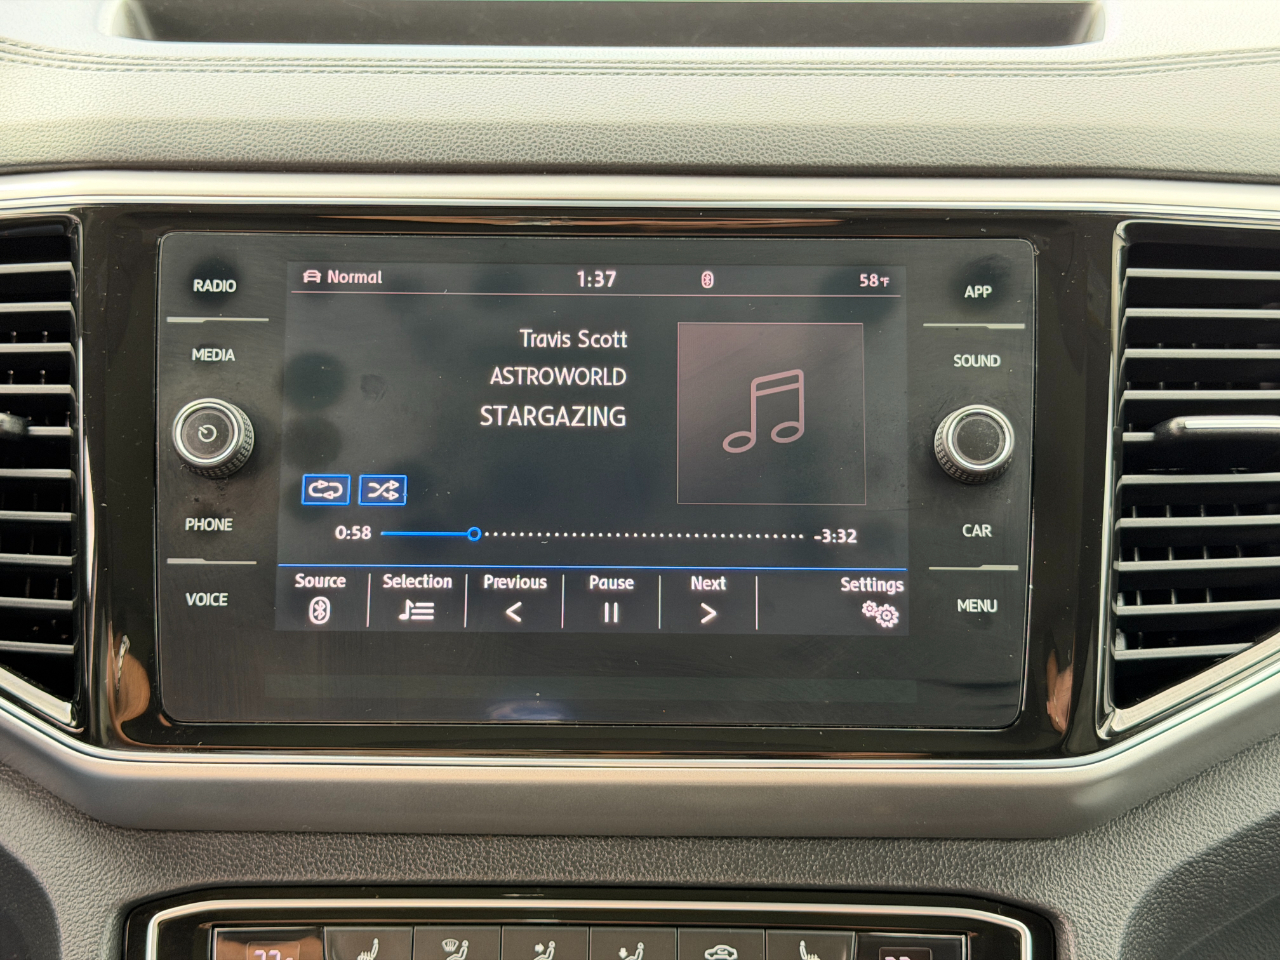 RADIO
MEDIA
PHONE
VOICE
Normal 1:37 58°F
Travis Scott
ASTROWORLD
STARGAZING
0:58 -3:32
Source Selection Previous Pause Next Settings
APP
SOUND
CAR
MENU